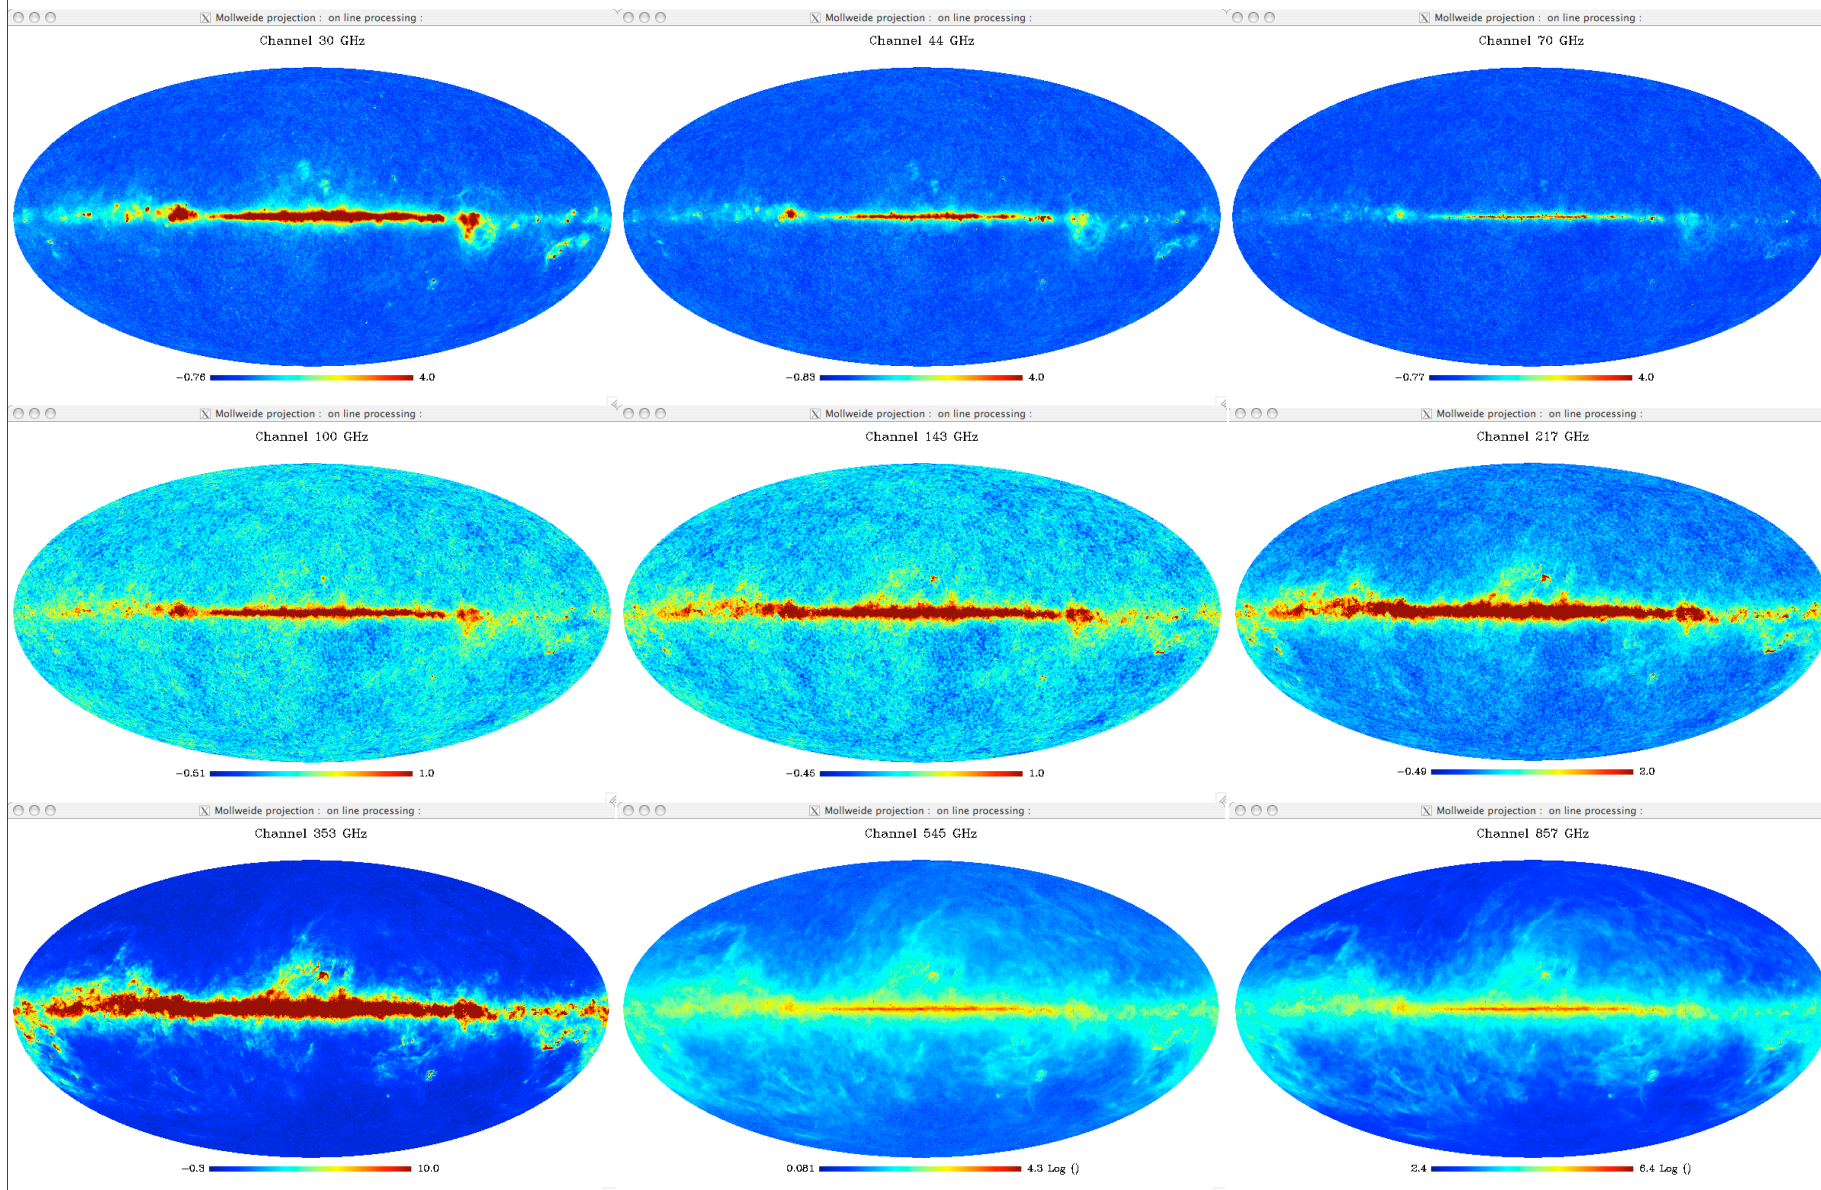 Mollweide projection : on line processing :
Channel 30 GHz
-0.76 4.0
Mollweide projection : on line processing :
Channel 44 GHz
-0.83 4.0
Mollweide projection : on line processing :
Channel 70 GHz
-0.77 4.0
Mollweide projection : on line processing :
Channel 100 GHz
-0.51 1.0
Mollweide projection : on line processing :
Channel 143 GHz
-0.45 1.0
Mollweide projection : on line processing :
Channel 217 GHz
-0.49 2.0
Mollweide projection : on line processing :
Channel 353 GHz
-0.3 10.0
Mollweide projection : on line processing :
Channel 545 GHz
0.081 4.3 Log ()
Mollweide projection : on line processing :
Channel 857 GHz
2.4 6.4 Log ()